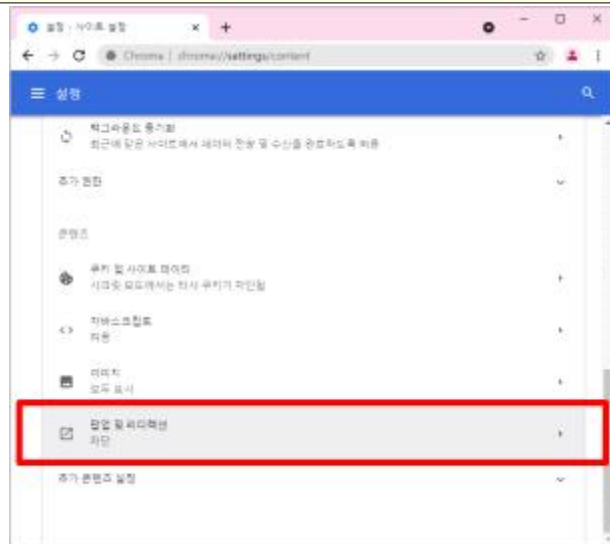 설정 - 사이트 설정
Chrome | chrome://settings/content
설정
백그라운드 동기화
최근에 닫은 사이트에서 데이터 전송 및 수신을 완료하도록 허용
추가 권한
콘텐츠
쿠키 및 사이트 데이터
시크릿 모드에서는 타사 쿠키가 차단됨
자바스크립트
허용
이미지
모두 표시
팝업 및 리디렉션
차단
추가 콘텐츠 설정